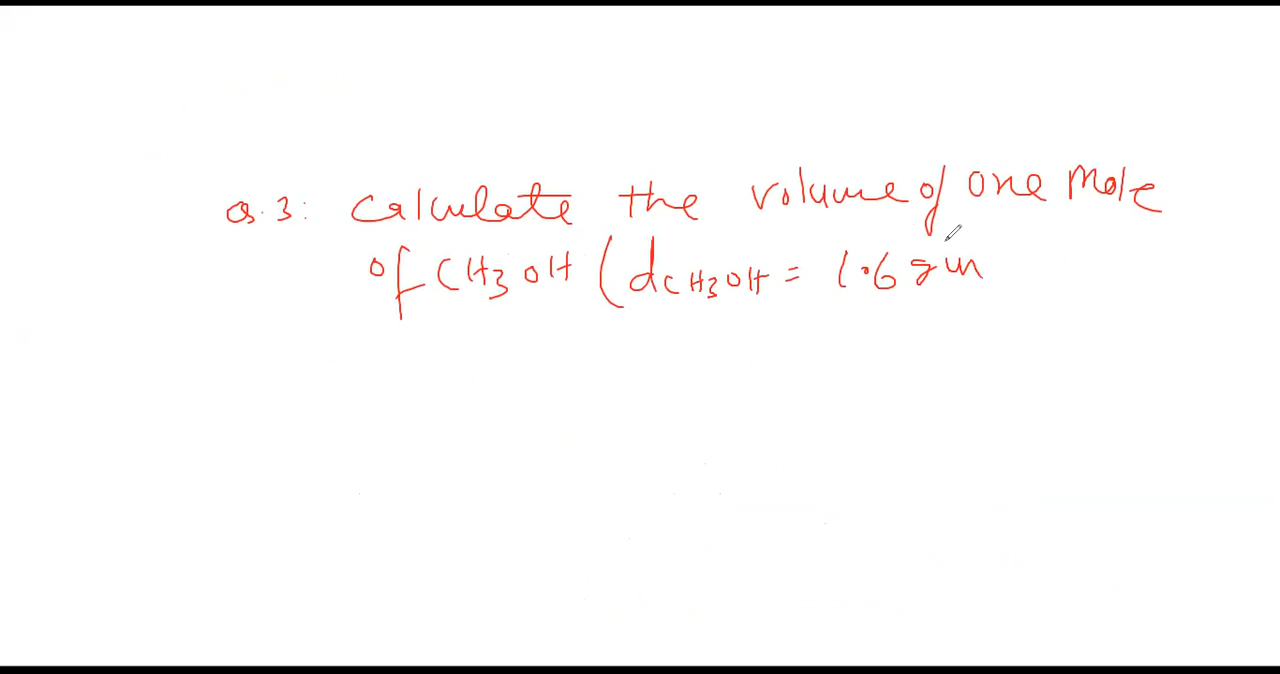 Q.3: Calculate the volume of one Mole
of CH3OH (dCH3OH = 1.6 gm